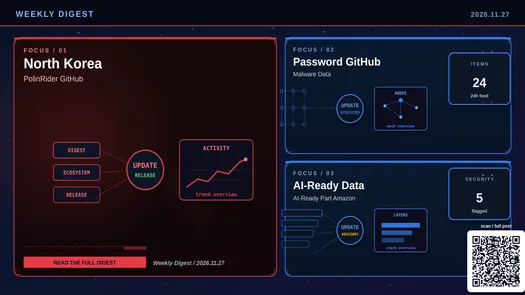 WEEKLY DIGEST
2026.11.27
FOCUS / 01
North Korea
PolinRider GitHub
DIGEST
ECOSYSTEM
RELEASE
UPDATE
RELEASE
ACTIVITY
trend overview
READ THE FULL DIGEST
Weekly Digest / 2026.11.27
FOCUS / 02
Password GitHub
Malware Data
UPDATE
ECOSYSTEM
NODES
mesh overview
ITEMS
24
24h feed
FOCUS / 03
AI-Ready Data
AI-Ready Part Amazon
UPDATE
ADVISORY
LAYERS
stack overview
SECURITY
5
flagged
scan / full post